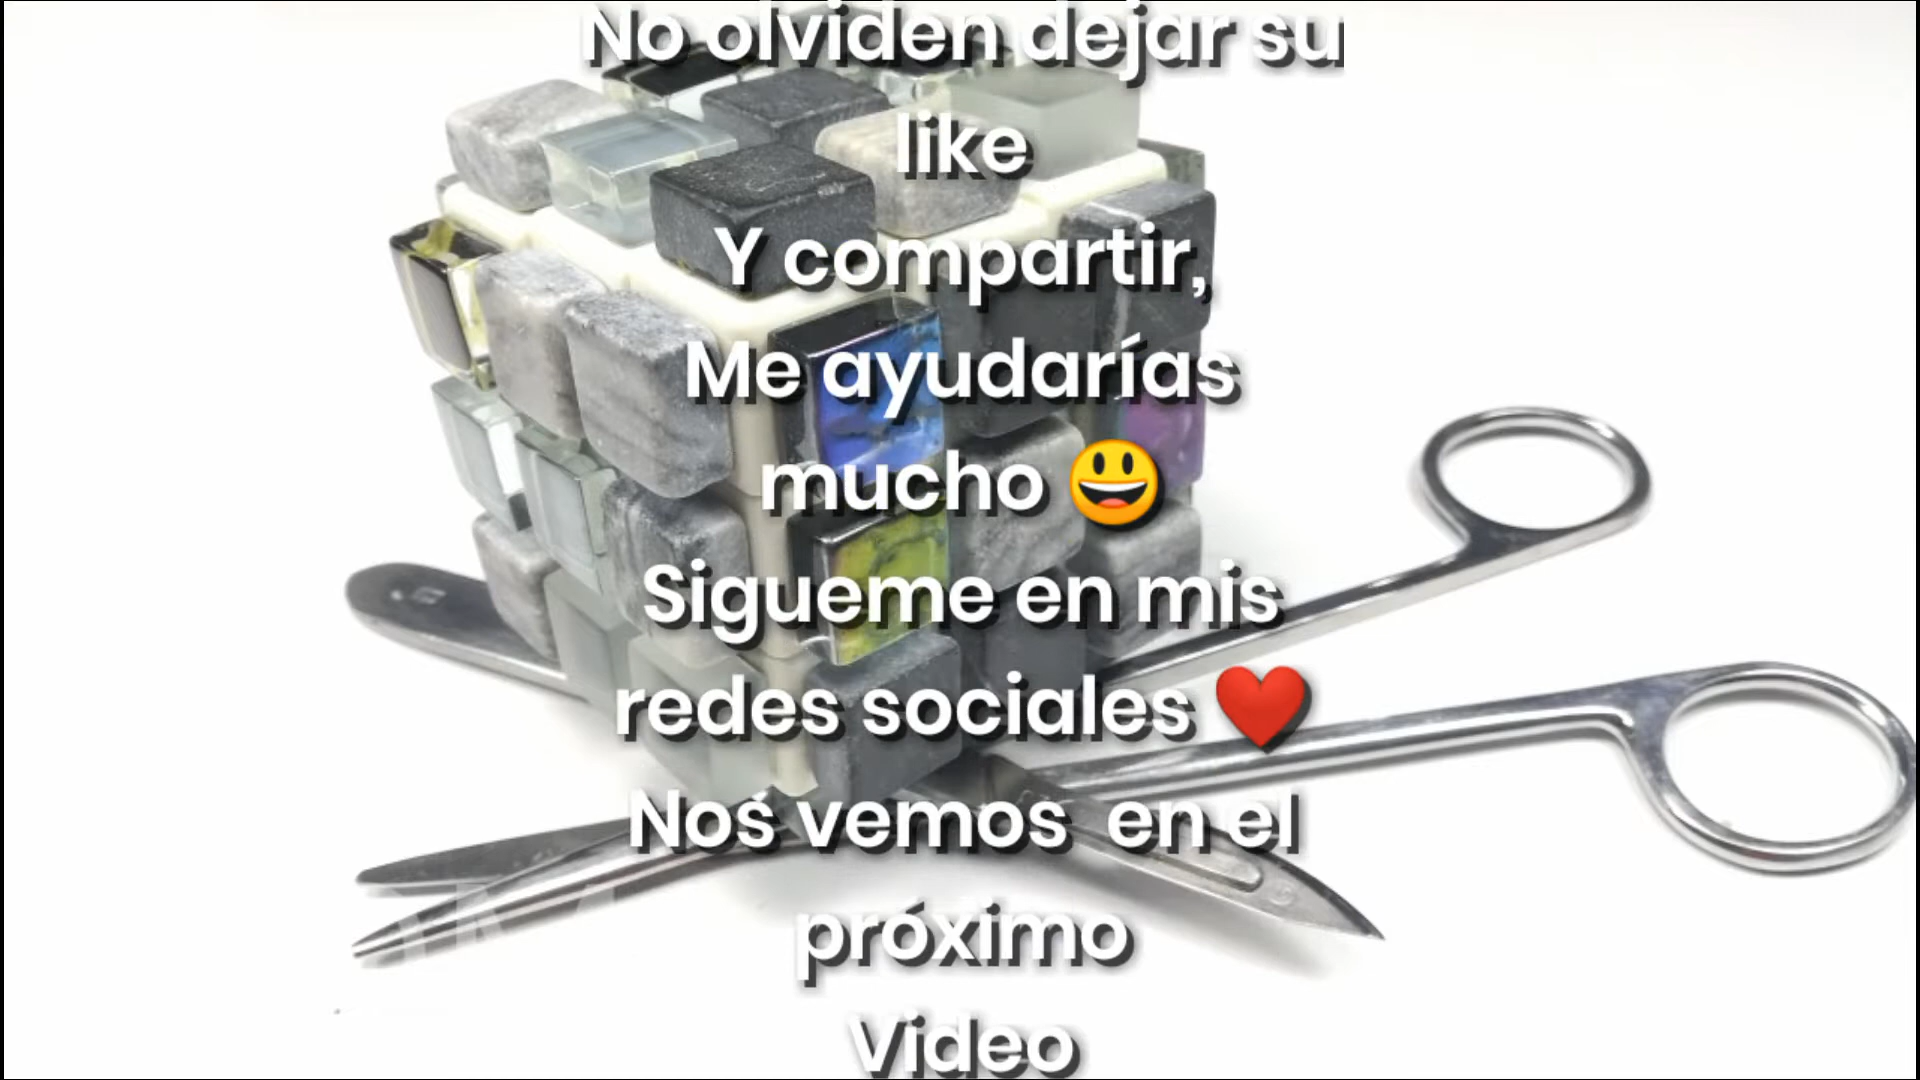 No olviden dejar su
like
Y compartir,
Me ayudarías
mucho 😃
Sigueme en mis
redes sociales ❤️
Nos vemos en el
próximo
Video